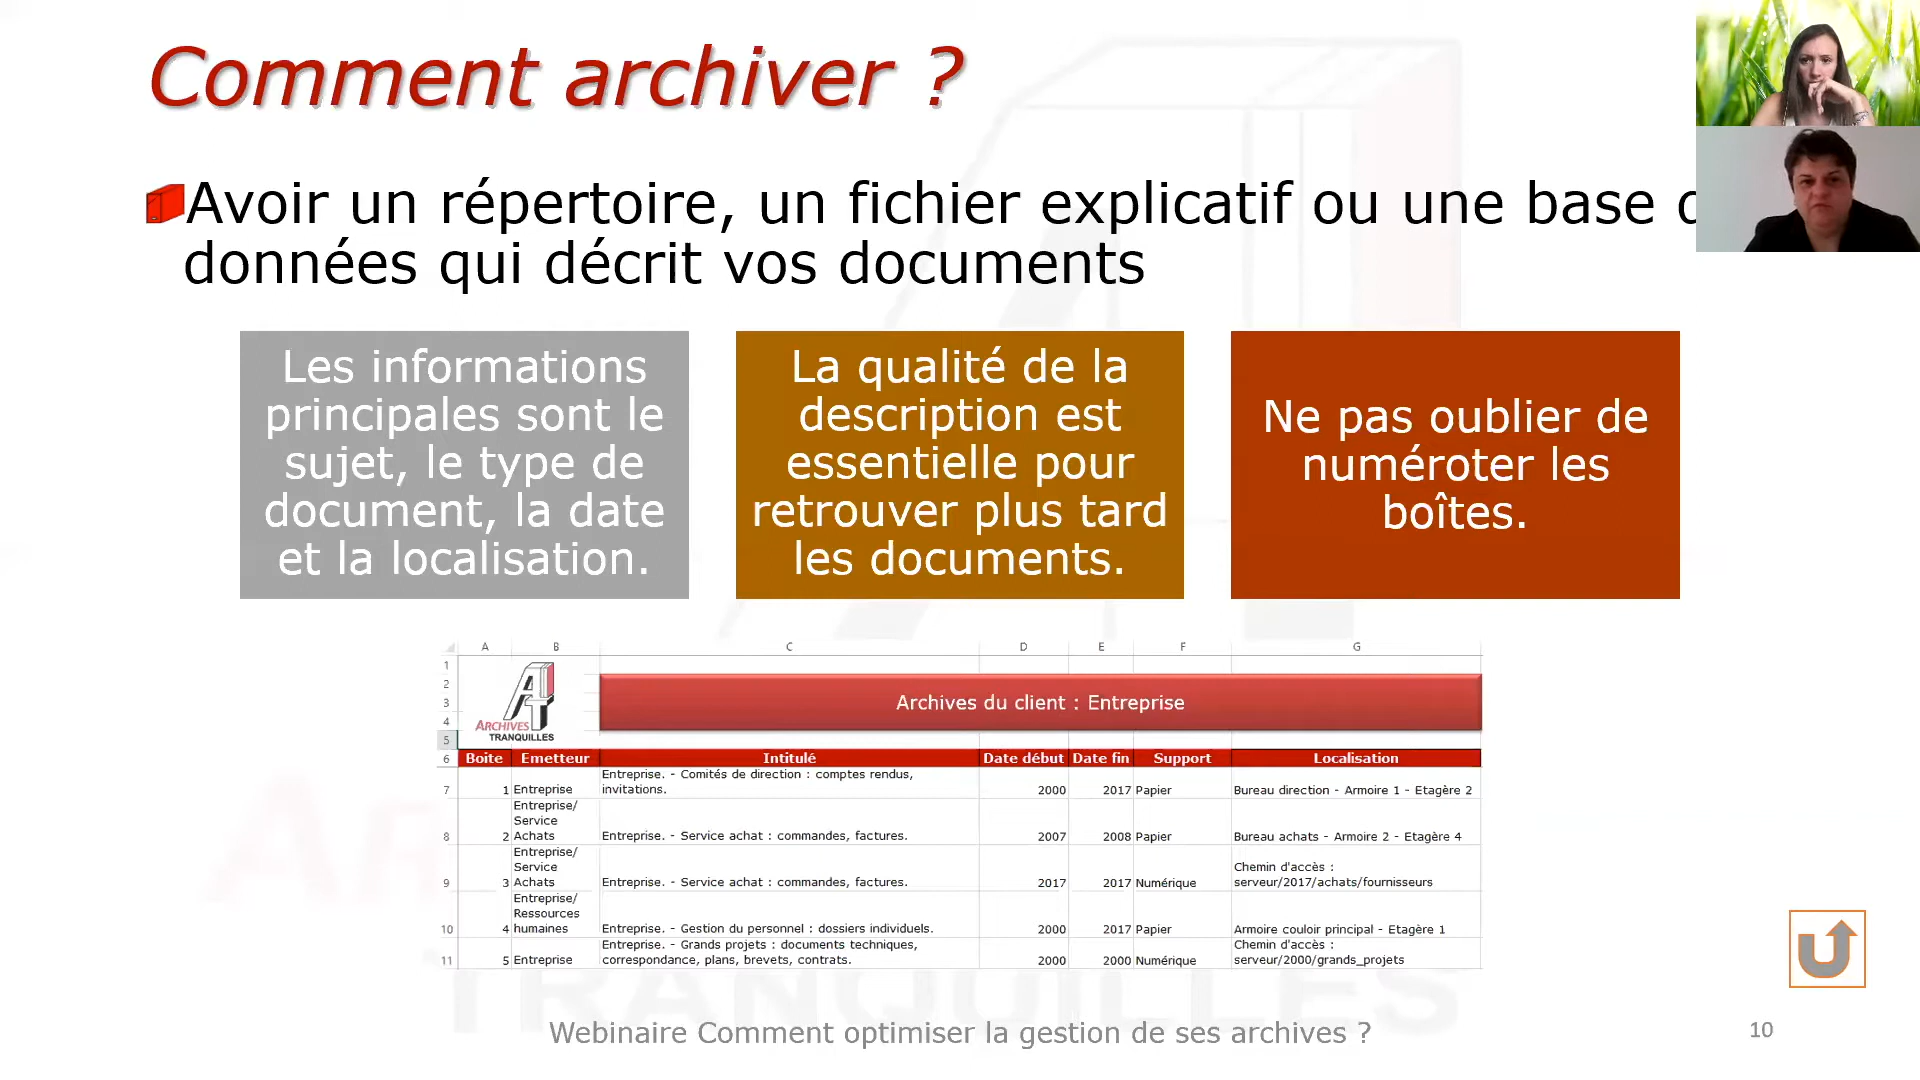 Comment archiver ?
Avoir un répertoire, un fichier explicatif ou une base
données qui décrit vos documents
Les informations
principales sont le
sujet, le type de
document, la date
et la localisation.
La qualité de la
description est
essentielle pour
retrouver plus tard
les documents.
Ne pas oublier de
numéroter les
boîtes.
A B C D E F G
1
2
3
4
5
ARCHIVES
TRANQUILLES
Archives du client : Entreprise
6 Boite Emetteur Intitulé Date début Date fin Support Localisation
Entreprise. - Comités de direction : comptes rendus,
7 1 Entreprise invitations. 2000 2017 Papier Bureau direction - Armoire 1 - Etagère 2
Entreprise/
Service
8 2 Achats Entreprise. - Service achat : commandes, factures. 2007 2008 Papier Bureau achats - Armoire 2 - Etagère 4
Entreprise/
Service Chemin d'accès :
9 3 Achats Entreprise. - Service achat : commandes, factures. 2017 2017 Numérique serveur/2017/achats/fournisseurs
Entreprise/
Ressources
10 4 humaines Entreprise. - Gestion du personnel : dossiers individuels. 2000 2017 Papier Armoire couloir principal - Etagère 1
Entreprise. - Grands projets : documents techniques, Chemin d'accès :
11 5 Entreprise correspondance, plans, brevets, contrats. 2000 2000 Numérique serveur/2000/grands_projets
TRANQUILLES
Webinaire Comment optimiser la gestion de ses archives ?
10